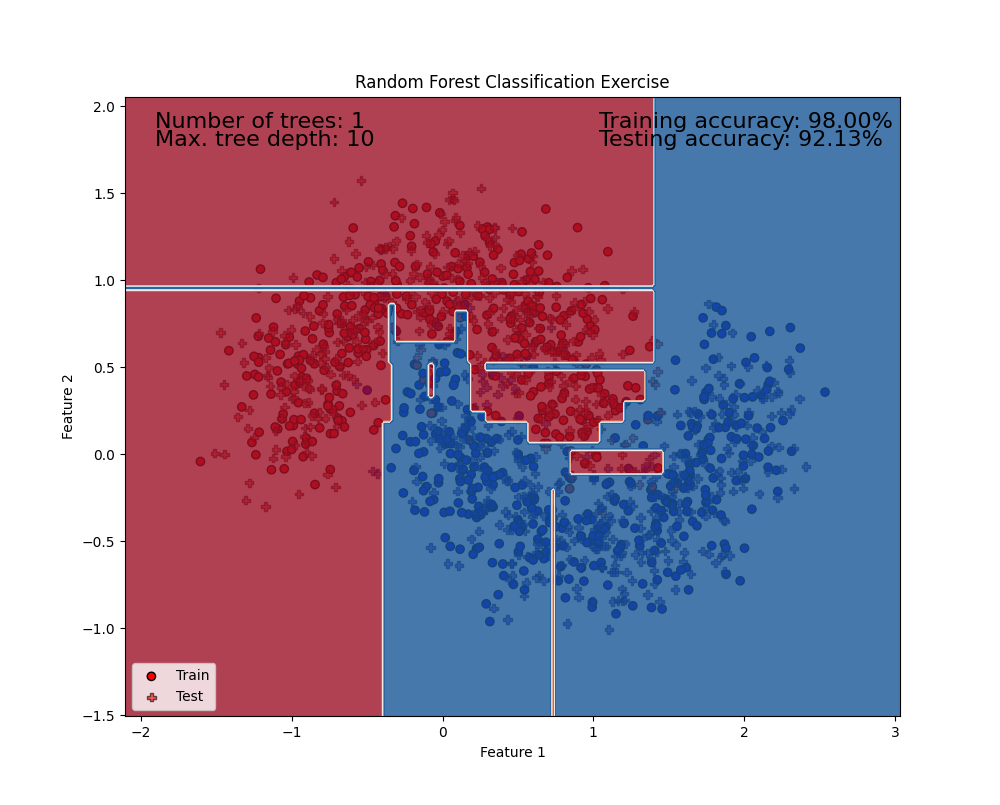 Random Forest Classification Exercise
Number of trees: 1
Max. tree depth: 10
Training accuracy: 98.00%
Testing accuracy: 92.13%
2.0
1.5
1.0
0.5
0.0
−0.5
−1.0
−1.5
Feature 2
Train
Test
−2
−1
0
1
2
3
Feature 1